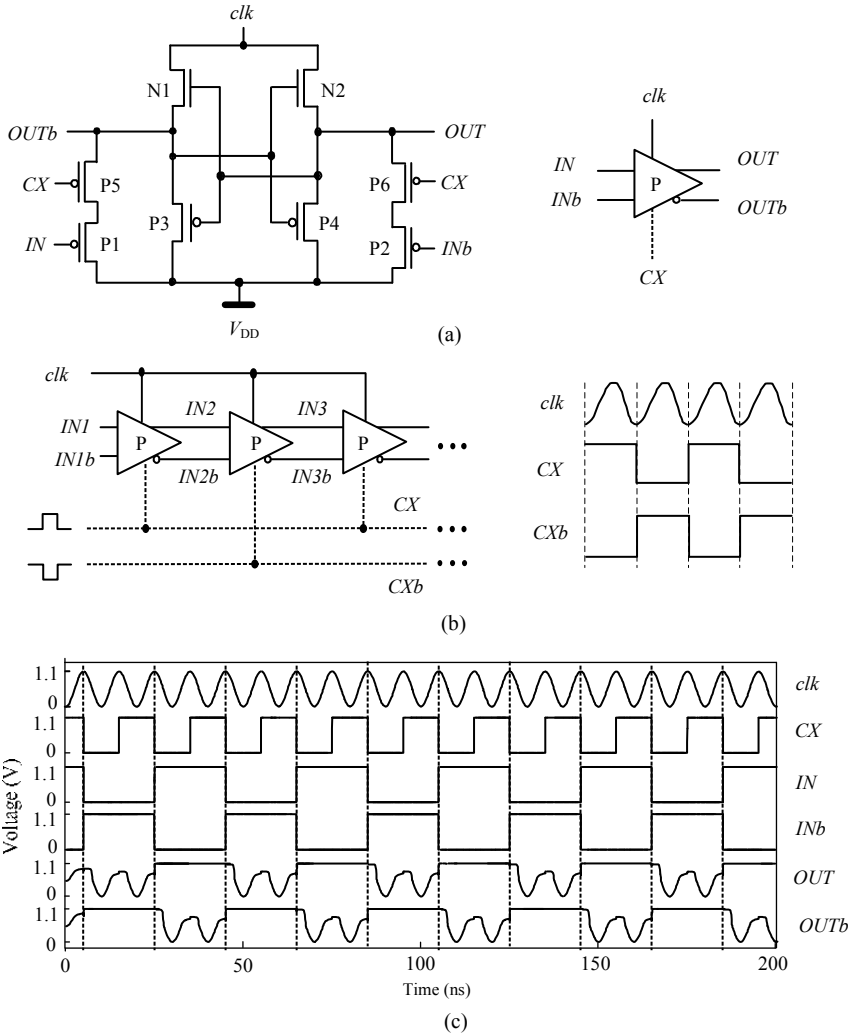 clk
N1
N2
OUTb
OUT
CX
P5
P6
CX
IN
P1
P3
P4
P2
INb
VDD
clk
IN
INb
P
OUT
OUTb
CX
(a)
clk
IN1
IN1b
P
IN2
IN2b
P
IN3
IN3b
P
CX
CXb
clk
CX
CXb
(b)
Voltage (V)
1.1
0
clk
1.1
0
CX
1.1
0
IN
1.1
0
INb
1.1
0
OUT
1.1
0
OUTb
0
50
100
150
200
Time (ns)
(c)